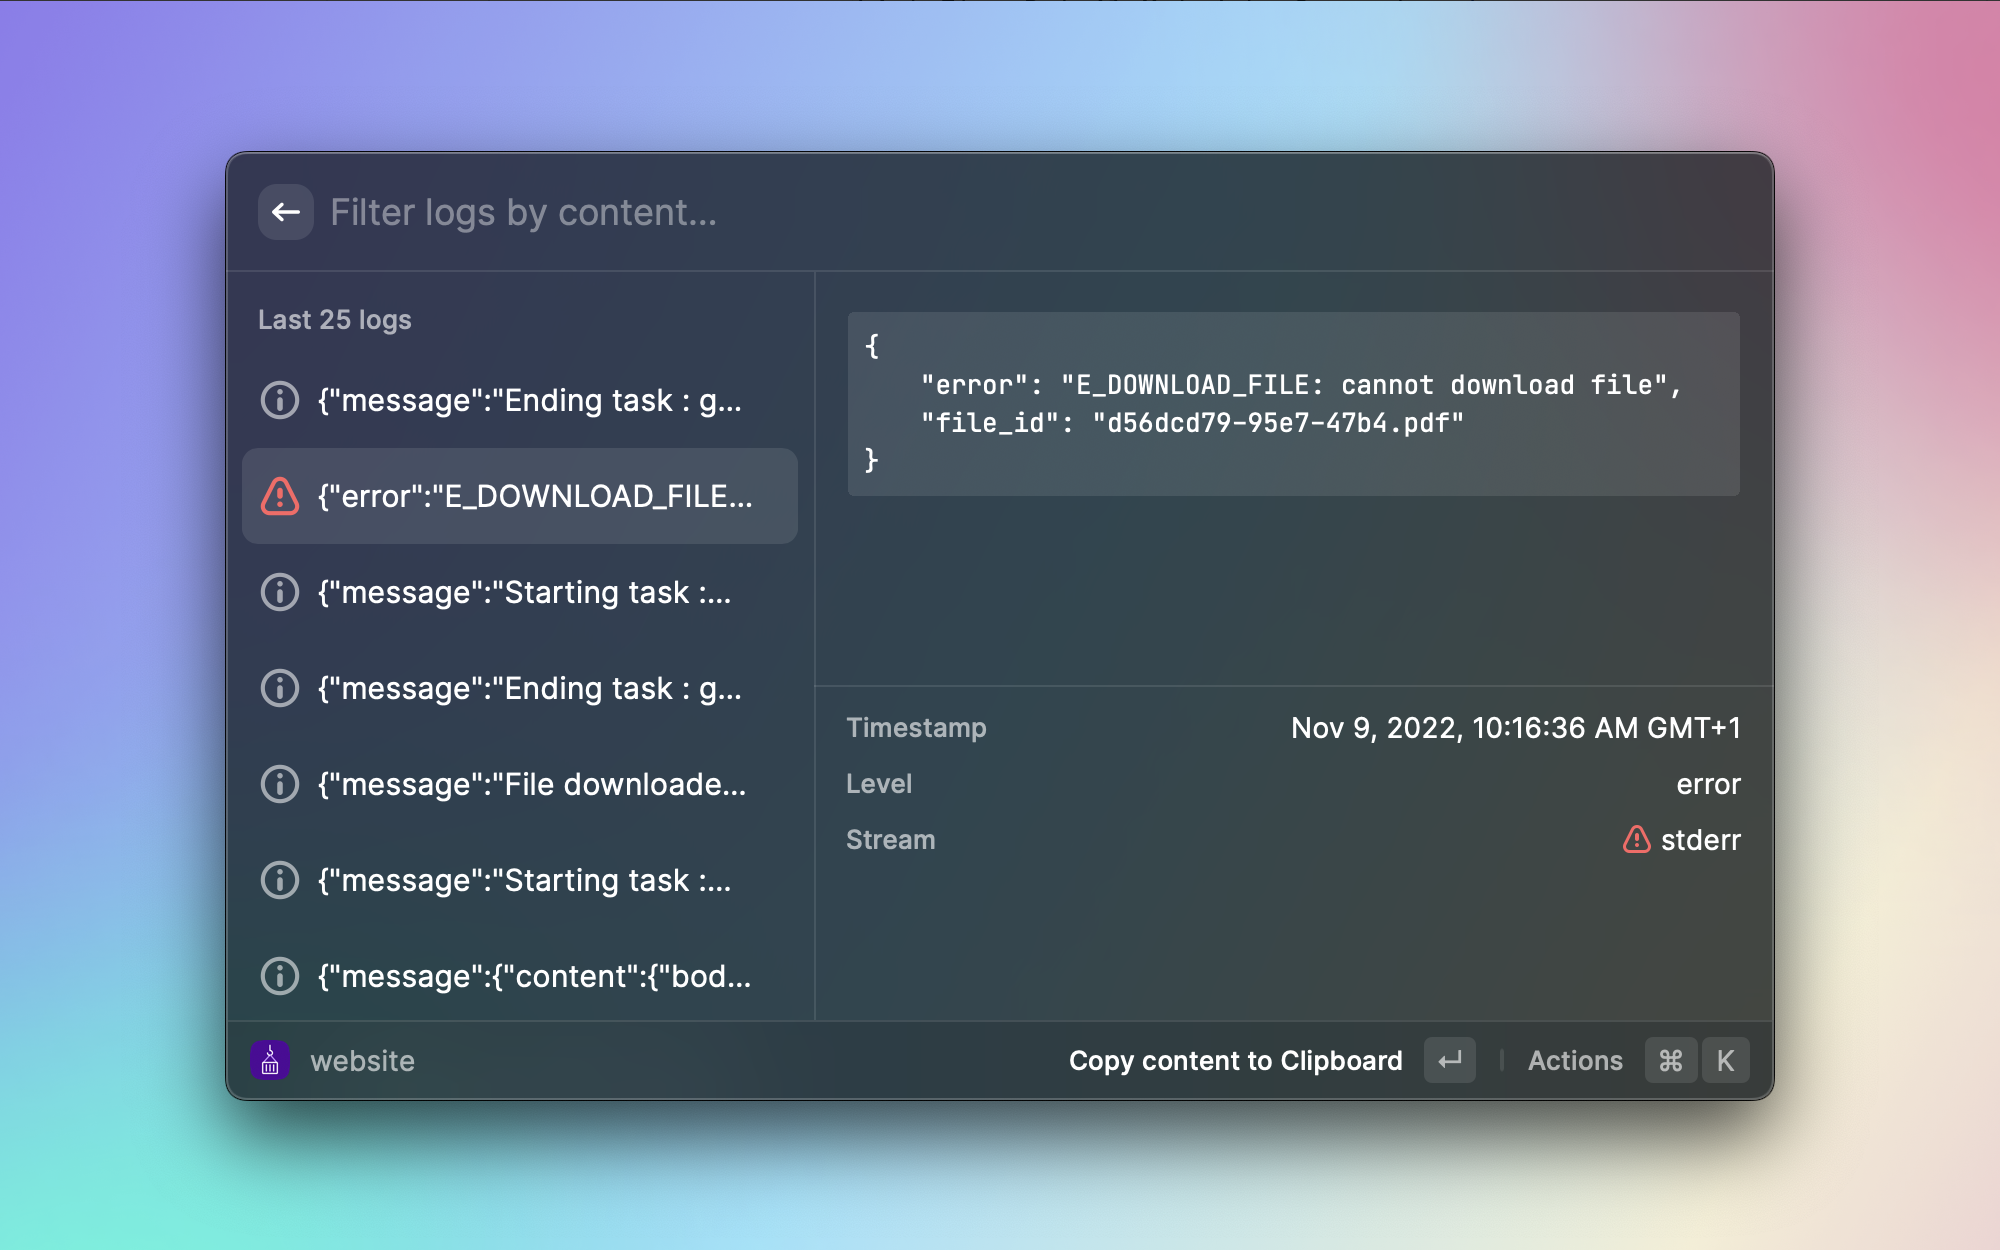 Filter logs by content...
Last 25 logs
{"message":"Ending task : g...
{"error":"E_DOWNLOAD_FILE...
{"message":"Starting task :...
{"message":"Ending task : g...
{"message":"File downloade...
{"message":"Starting task :...
{"message":{"content":{"bod...
{
"error": "E_DOWNLOAD_FILE: cannot download file",
"file_id": "d56dcd79-95e7-47b4.pdf"
}
Timestamp Nov 9, 2022, 10:16:36 AM GMT+1
Level error
Stream stderr
website Copy content to Clipboard ↵ Actions ⌘ K